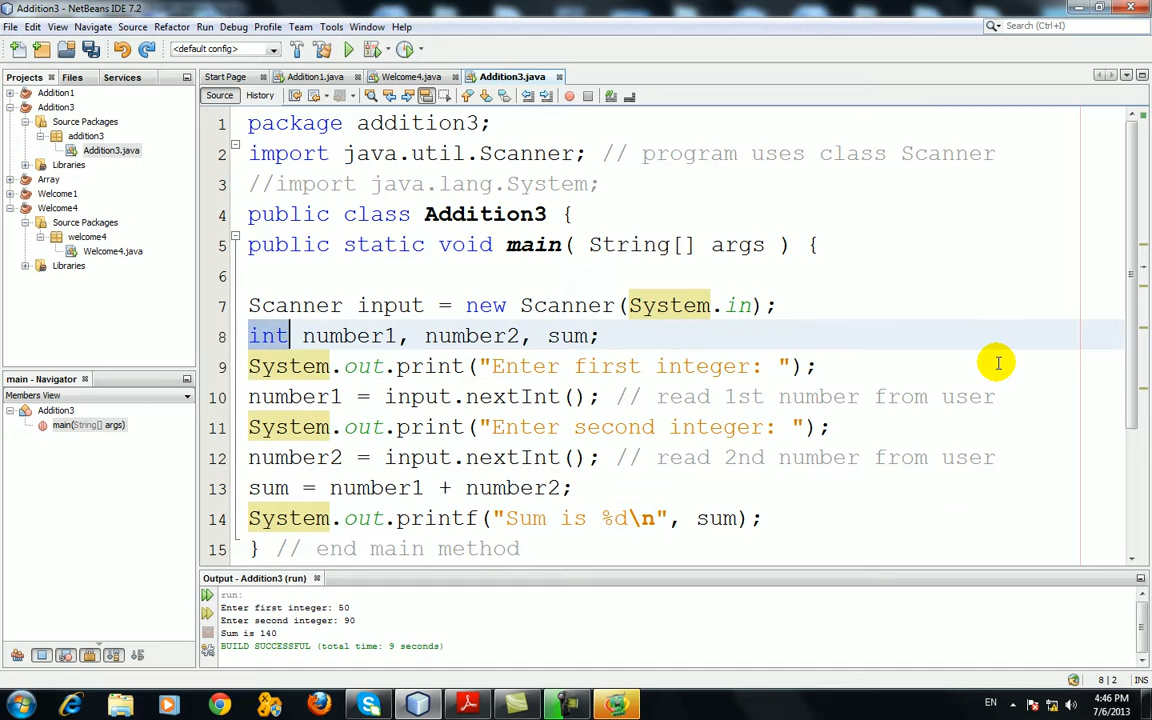 Addition3 - NetBeans IDE 7.2
File Edit View Navigate Source Refactor Run Debug Profile Team Tools Window Help
Search (Ctrl+I)
<default config>
Projects Files Services
Start Page Addition1.java Welcome4.java Addition3.java
Source History
Addition1
Addition3
Source Packages
addition3
Addition3.java
Libraries
Array
Welcome1
Welcome4
Source Packages
welcome4
Welcome4.java
Libraries
main - Navigator
Members View
Addition3
main(String[] args)
1 package addition3;
2 import java.util.Scanner; // program uses class Scanner
3 //import java.lang.System;
4 public class Addition3 {
5 public static void main( String[] args ) {
6
7 Scanner input = new Scanner(System.in);
8 int number1, number2, sum;
9 System.out.print("Enter first integer: ");
10 number1 = input.nextInt(); // read 1st number from user
11 System.out.print("Enter second integer: ");
12 number2 = input.nextInt(); // read 2nd number from user
13 sum = number1 + number2;
14 System.out.printf("Sum is %d\n", sum);
15 } // end main method
Output - Addition3 (run)
run:
Enter first integer: 50
Enter second integer: 90
Sum is 140
BUILD SUCCESSFUL (total time: 9 seconds)
8 | 2 INS
EN
4:46 PM
7/6/2013